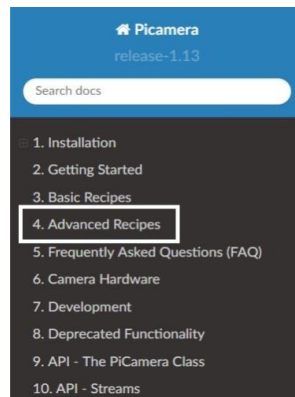 Picamera
release-1.13
Search docs
1. Installation
2. Getting Started
3. Basic Recipes
4. Advanced Recipes
5. Frequently Asked Questions (FAQ)
6. Camera Hardware
7. Development
8. Deprecated Functionality
9. API - The PiCamera Class
10. API - Streams